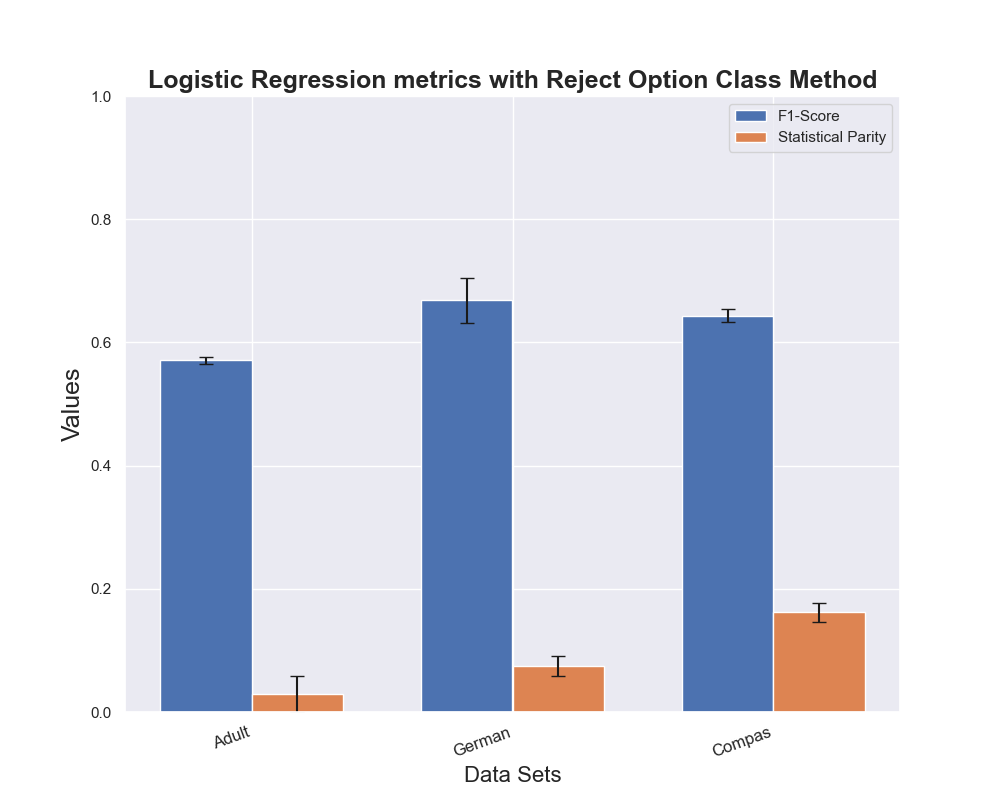 Logistic Regression metrics with Reject Option Class Method
F1-Score
Statistical Parity
1.0
0.8
0.6
0.4
0.2
0.0
Values
Adult
German
Compas
Data Sets